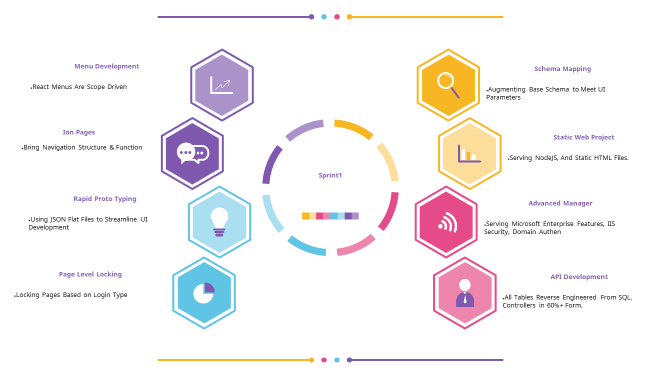 Menu Development
.React Menus Are Scope Driven
Ion Pages
.Bring Navigation Structure & Function
Rapid Proto Typing
.Using JSON Flat Files to Streamline UI
Development
Page Level Locking
.Locking Pages Based on Login Type
Sprint1
Schema Mapping
.Augmenting Base Schema to Meet UI
Parameters
Static Web Project
.Serving NodeJS, And Static HTML Files.
Advanced Manager
.Serving Microsoft Enterprise Features, IIS
Security, Domain Authen
API Development
.All Tables Reverse Engineered From SQL,
Controllers in 60%+ Form.